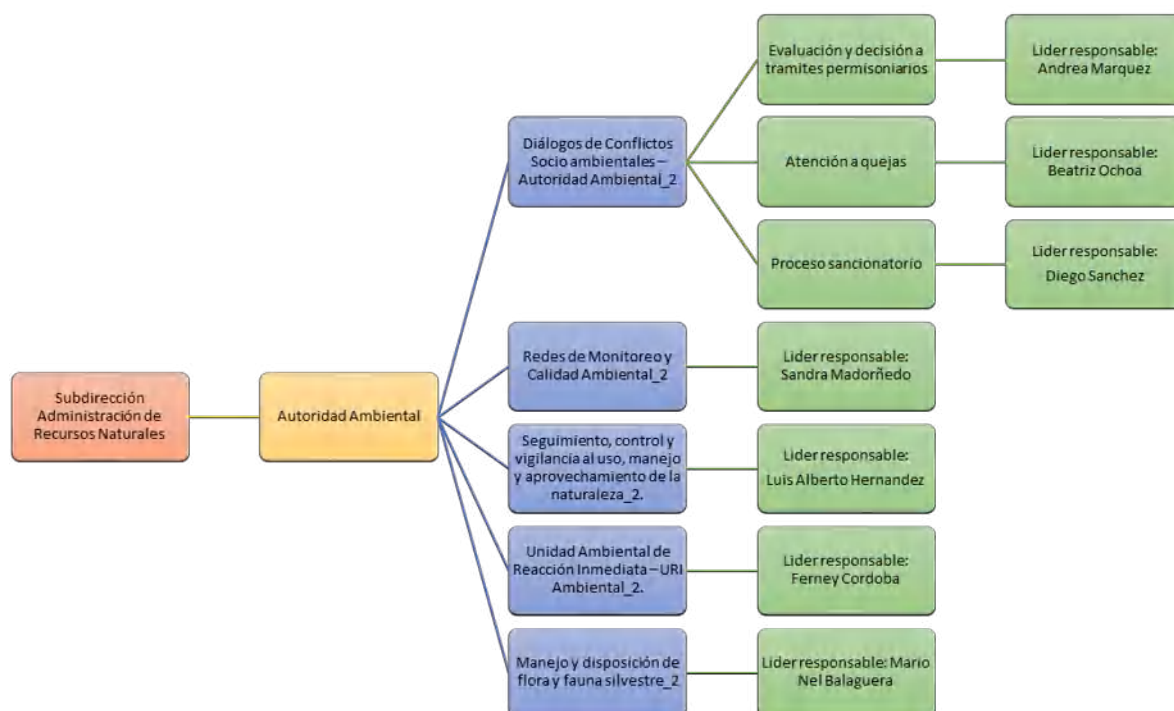 Subdirección
Administración de
Recursos Naturales
Autoridad Ambiental
Diálogos de Conflictos
Socio ambientales –
Autoridad Ambiental_2
Evaluación y decisión a
tramites permisoniarios
Lider responsable:
Andrea Marquez
Atención a quejas
Lider responsable:
Beatriz Ochoa
Proceso sancionatorio
Lider responsable:
Diego Sanchez
Redes de Monitoreo y
Calidad Ambiental_2
Lider responsable:
Sandra Madorñedo
Seguimiento, control y
vigilancia al uso, manejo
y aprovechamiento de la
naturaleza_2.
Lider responsable:
Luis Alberto Hernandez
Unidad Ambiental de
Reacción Inmediata – URI
Ambiental_2.
Lider responsable:
Ferney Cordoba
Manejo y disposición de
flora y fauna silvestre_2
Lider responsable: Mario
Nel Balaguera